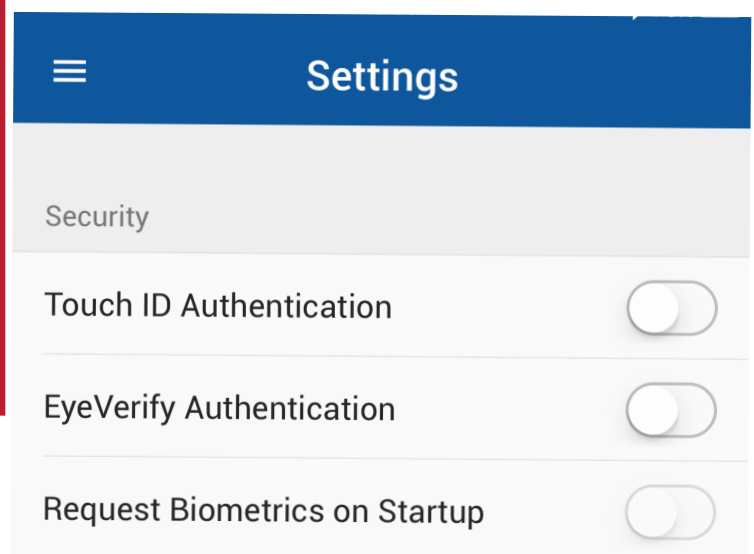 Settings
Security
Touch ID Authentication
EyeVerify Authentication
Request Biometrics on Startup